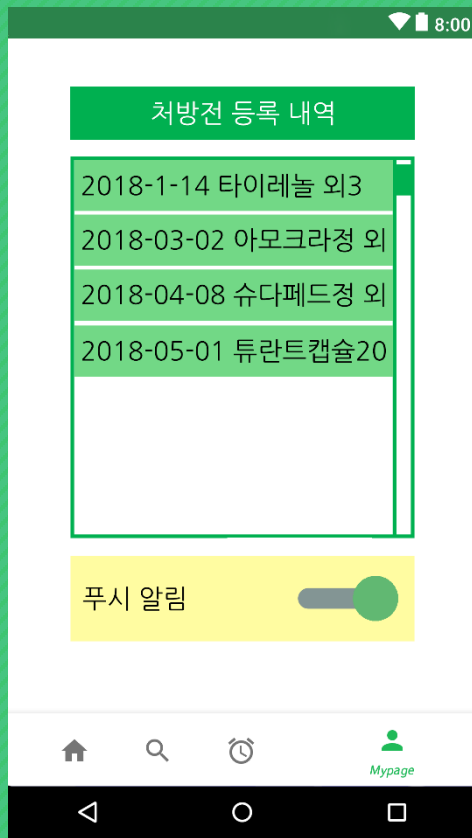 8:00
처방전 등록 내역
2018-1-14 타이레놀 외3
2018-03-02 아모크라정 외
2018-04-08 슈다페드정 외
2018-05-01 튜란트캡슐20
푸시 알림
Mypage